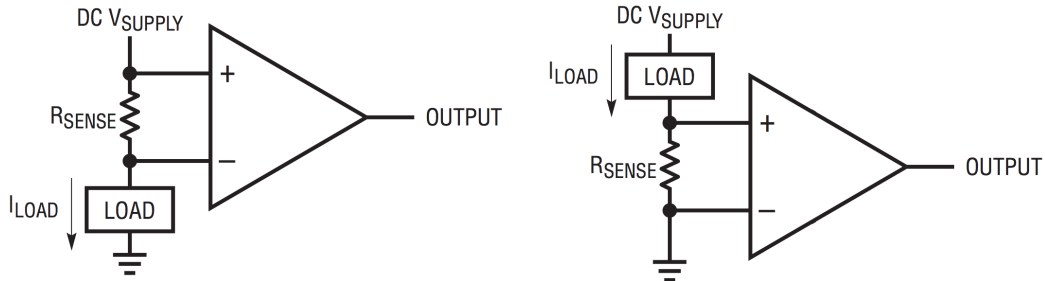 DC VSUPPLY
+
RSENSE
−
OUTPUT
ILOAD
LOAD
DC VSUPPLY
ILOAD
LOAD
+
RSENSE
−
OUTPUT